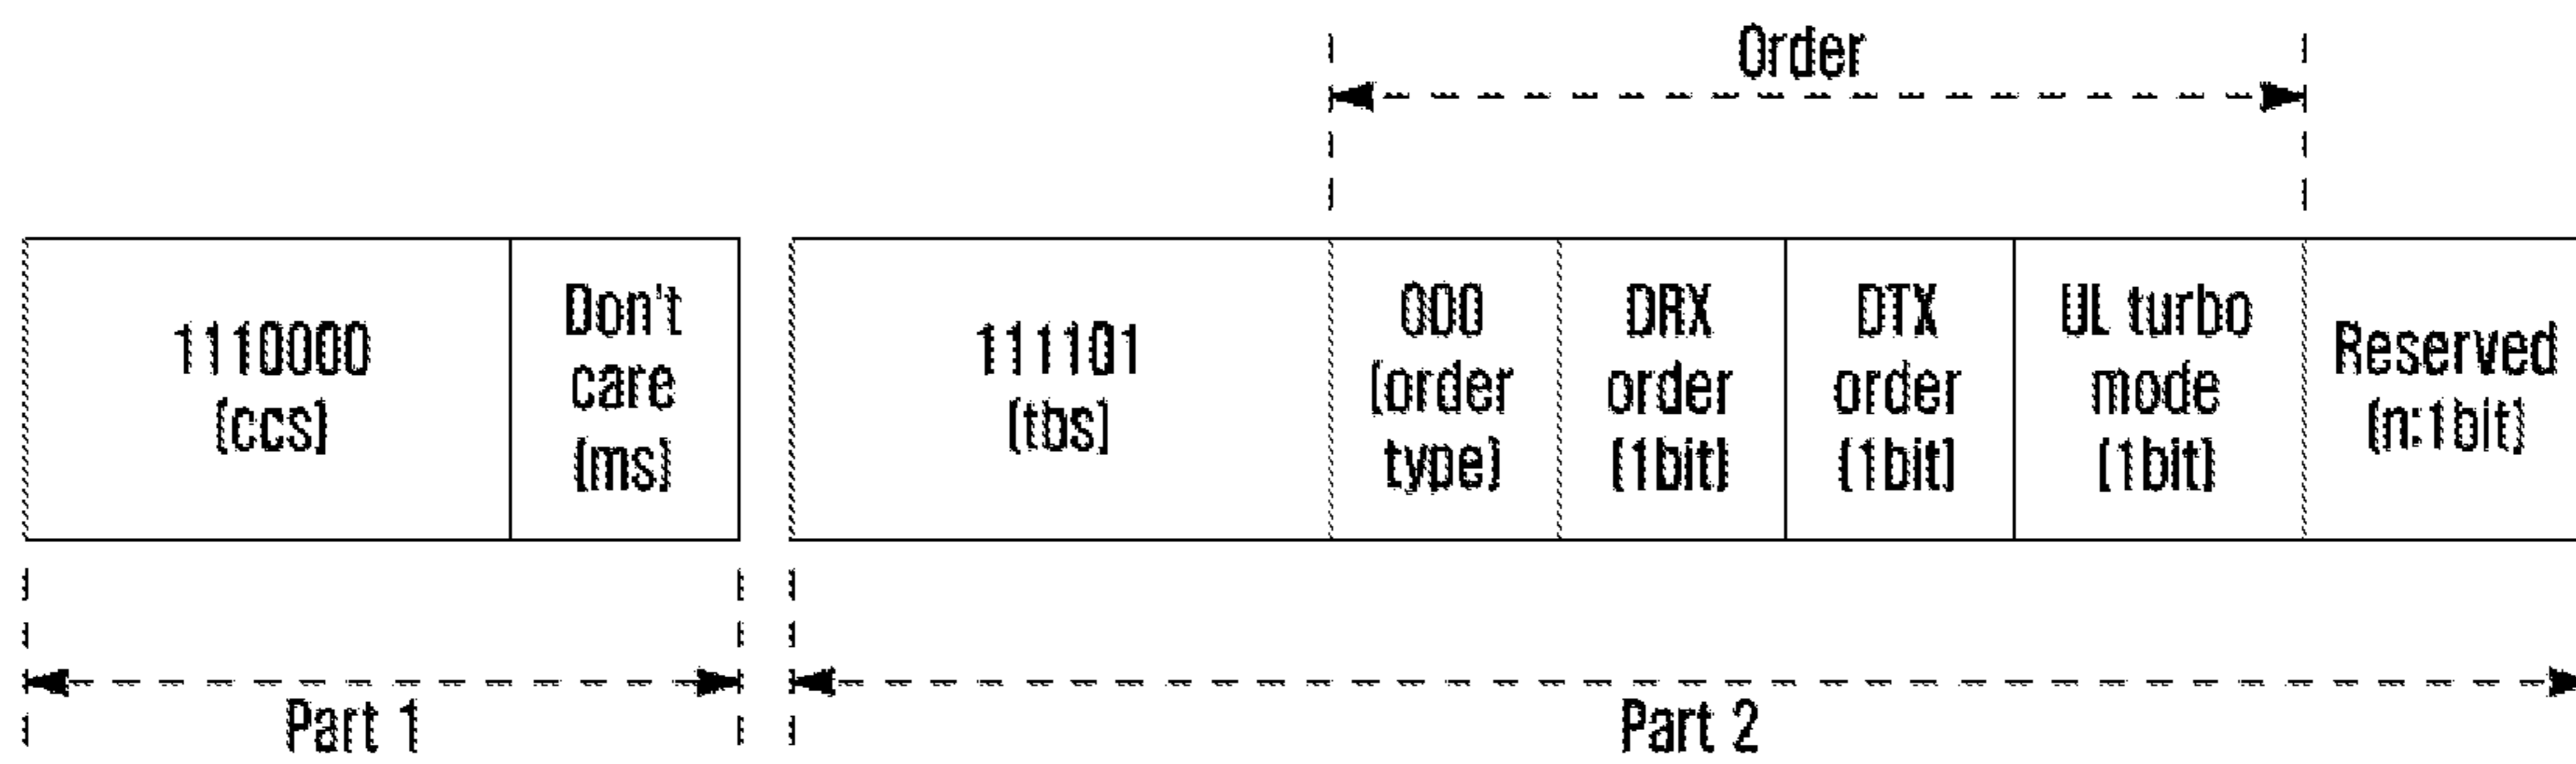 Order
1110000
(ccs)
Don't
care
(ms)
111101
(tbs)
000
(order
type)
DRX
order
(1bit)
DTX
order
(1bit)
UL turbo
mode
(1bit)
Reserved
(n:1bit)
Part 1
Part 2